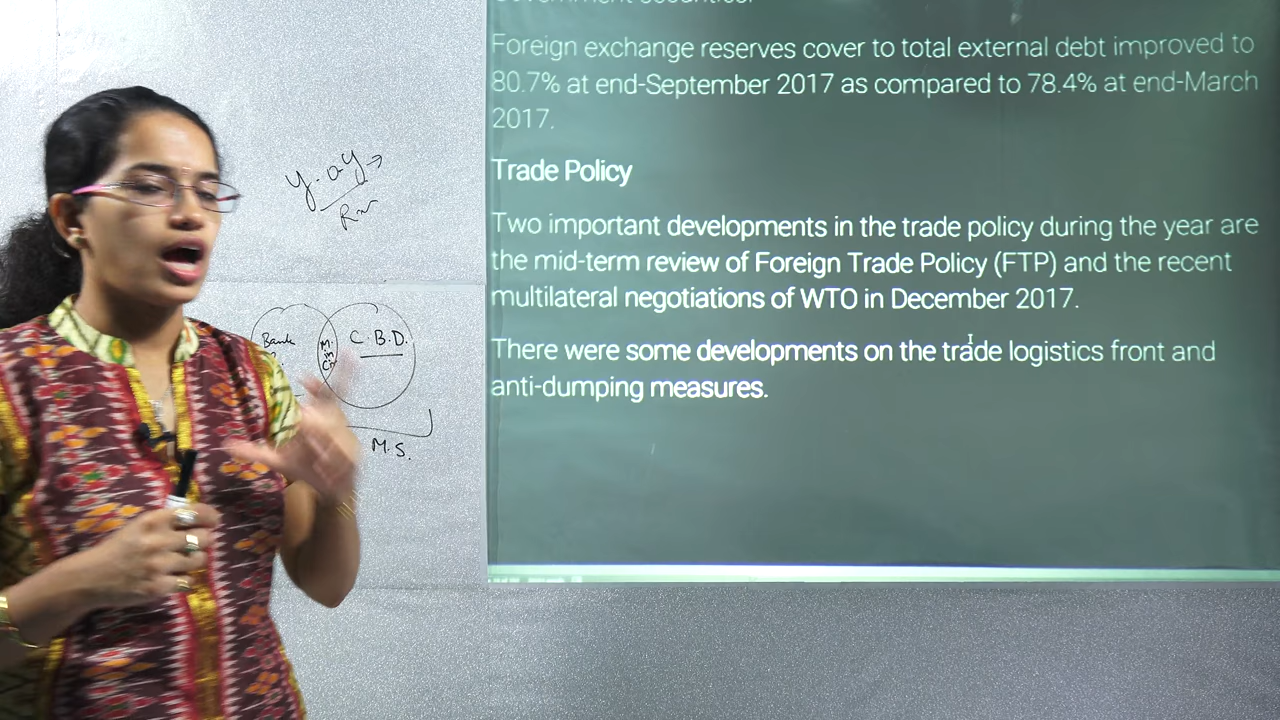 Government securities.
Foreign exchange reserves cover to total external debt improved to
80.7% at end-September 2017 as compared to 78.4% at end-March
2017.
Trade Policy
Two important developments in the trade policy during the year are
the mid-term review of Foreign Trade Policy (FTP) and the recent
multilateral negotiations of WTO in December 2017.
There were some developments on the trade logistics front and
anti-dumping measures.
Bank
C.B.D.
M.S.